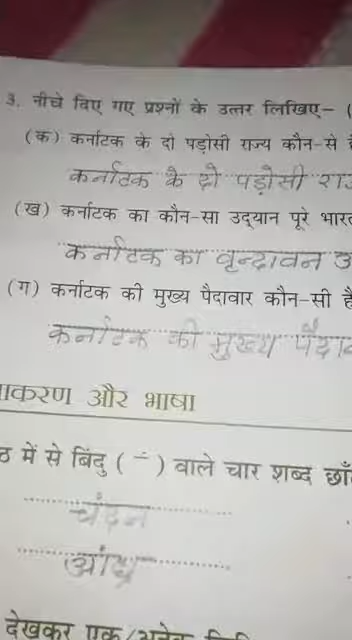 3. नीचे दिए गए प्रश्नों के उत्तर लिखिए– (
(क) कर्नाटक के दो पड़ोसी राज्य कौन-से
कर्नाटक के दो पड़ोसी
(ख) कर्नाटक का कौन-सा उद्यान पूरे
कर्नाटक का वृन्दावन
(ग) कर्नाटक की मुख्य पैदावार कौन-सी
कर्नाटक की मुख्य
और भाषा
में से बिंदु ( ∸ ) वाले चार शब्द
चंदन
आंध्र
देखकर एक/अनेक